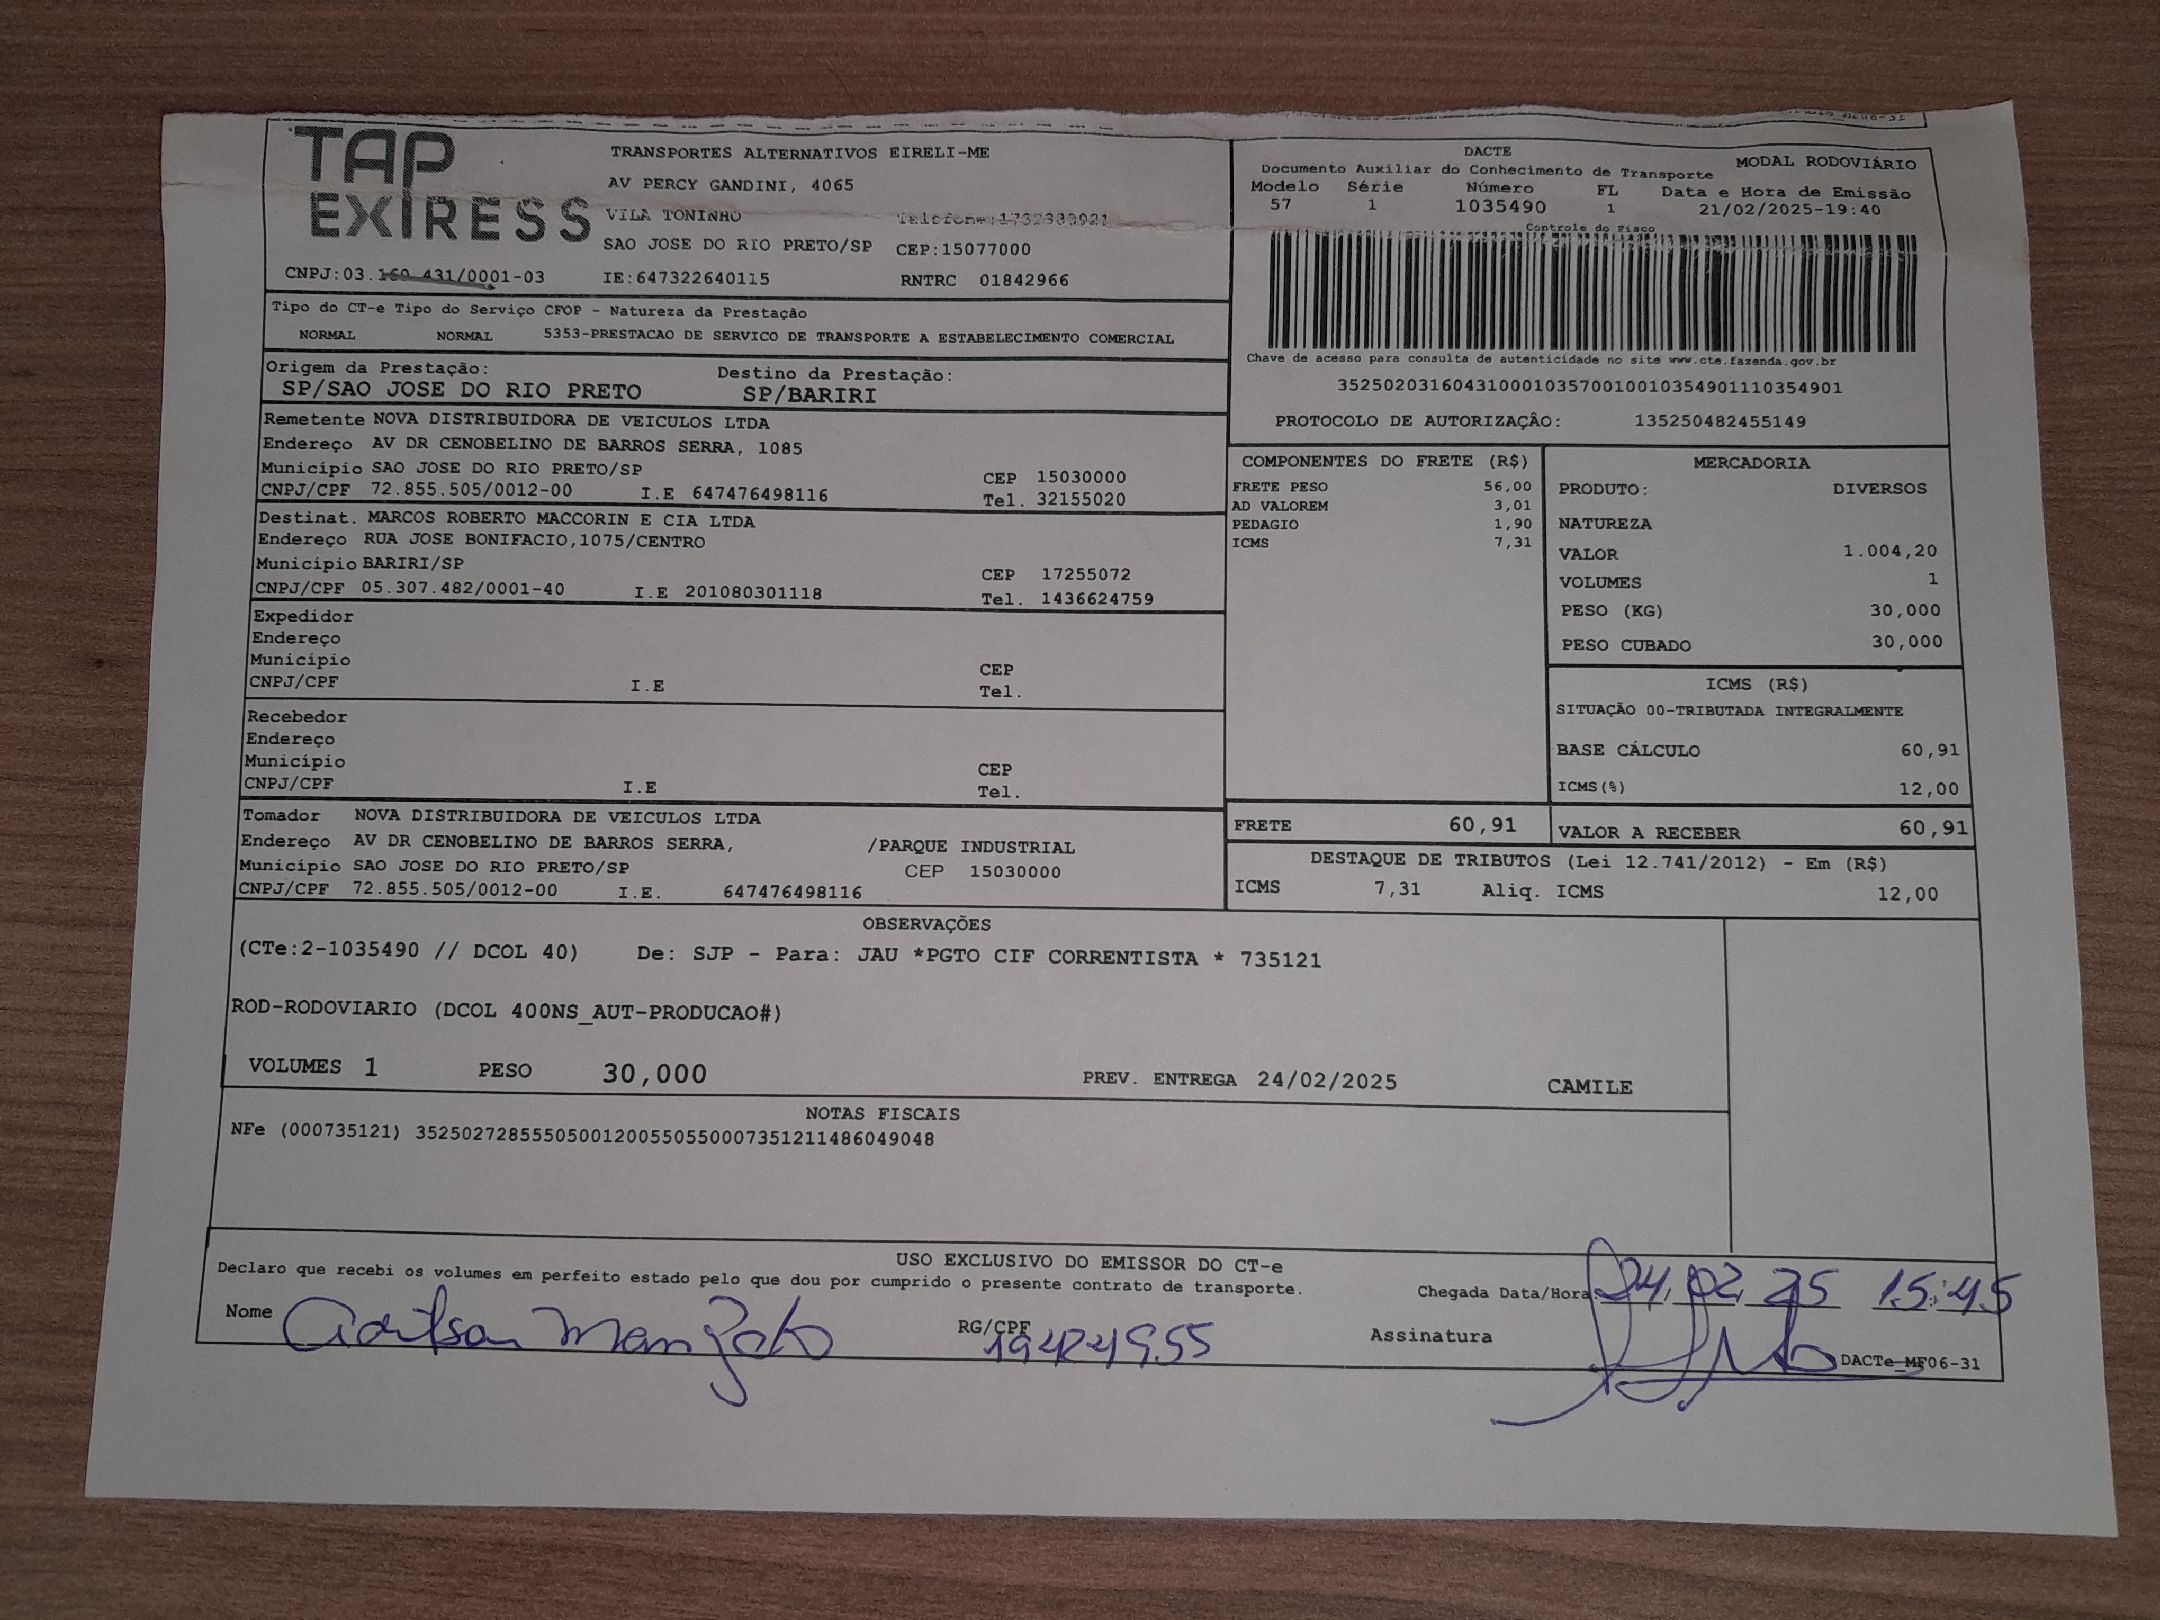 TAP
EXIRESS
TRANSPORTES ALTERNATIVOS EIRELI-ME
AV PERCY GANDINI, 4065
VILA TONINHO
SAO JOSE DO RIO PRETO/SP CEP:15077000
CNPJ:03.160.431/0001-03 IE:647322640115 RNTRC 01842966
DACTE
Documento Auxiliar do Conhecimento de Transporte MODAL RODOVIÁRIO
Modelo Série Número FL Data e Hora de Emissão
57 1 1035490 1 21/02/2025-19:40
Controle do Fisco
Chave de acesso para consulta de autenticidade no site www.cte.fazenda.gov.br
35250203160431000103570010010354901110354901
PROTOCOLO DE AUTORIZAÇÂO: 135250482455149
Tipo do CT-e Tipo do Serviço CFOP - Natureza da Prestação
NORMAL NORMAL 5353-PRESTACAO DE SERVICO DE TRANSPORTE A ESTABELECIMENTO COMERCIAL
Origem da Prestação: Destino da Prestação:
SP/SAO JOSE DO RIO PRETO SP/BARIRI
Remetente NOVA DISTRIBUIDORA DE VEICULOS LTDA
Endereço AV DR CENOBELINO DE BARROS SERRA, 1085
Município SAO JOSE DO RIO PRETO/SP CEP 15030000
CNPJ/CPF 72.855.505/0012-00 I.E 647476498116 Tel. 32155020
Destinat. MARCOS ROBERTO MACCORIN E CIA LTDA
Endereço RUA JOSE BONIFACIO,1075/CENTRO
Município BARIRI/SP CEP 17255072
CNPJ/CPF 05.307.482/0001-40 I.E 201080301118 Tel. 1436624759
Expedidor
Endereço
Município CEP
CNPJ/CPF I.E Tel.
Recebedor
Endereço
Município CEP
CNPJ/CPF I.E Tel.
Tomador NOVA DISTRIBUIDORA DE VEICULOS LTDA
Endereço AV DR CENOBELINO DE BARROS SERRA, /PARQUE INDUSTRIAL
Município SAO JOSE DO RIO PRETO/SP CEP 15030000
CNPJ/CPF 72.855.505/0012-00 I.E. 647476498116
COMPONENTES DO FRETE (R$)
FRETE PESO 56,00
AD VALOREM 3,01
PEDAGIO 1,90
ICMS 7,31
MERCADORIA
PRODUTO: DIVERSOS
NATUREZA
VALOR 1.004,20
VOLUMES 1
PESO (KG) 30,000
PESO CUBADO 30,000
ICMS (R$)
SITUAÇÃO 00-TRIBUTADA INTEGRALMENTE
BASE CÁLCULO 60,91
ICMS(%) 12,00
FRETE 60,91 VALOR A RECEBER 60,91
DESTAQUE DE TRIBUTOS (Lei 12.741/2012) - Em (R$)
ICMS 7,31 Aliq. ICMS 12,00
OBSERVAÇÕES
(CTe:2-1035490 // DCOL 40) De: SJP - Para: JAU *PGTO CIF CORRENTISTA * 735121
ROD-RODOVIARIO (DCOL 400NS_AUT-PRODUCAO#)
VOLUMES 1 PESO 30,000 PREV. ENTREGA 24/02/2025 CAMILE
NOTAS FISCAIS
NFe (000735121) 35250272855505001200550550007351211486049048
USO EXCLUSIVO DO EMISSOR DO CT-e
Declaro que recebi os volumes em perfeito estado pelo que dou por cumprido o presente contrato de transporte.
Chegada Data/Hora 24 02 25 15:45
Nome RG/CPF Assinatura
DACTe_MF06-31